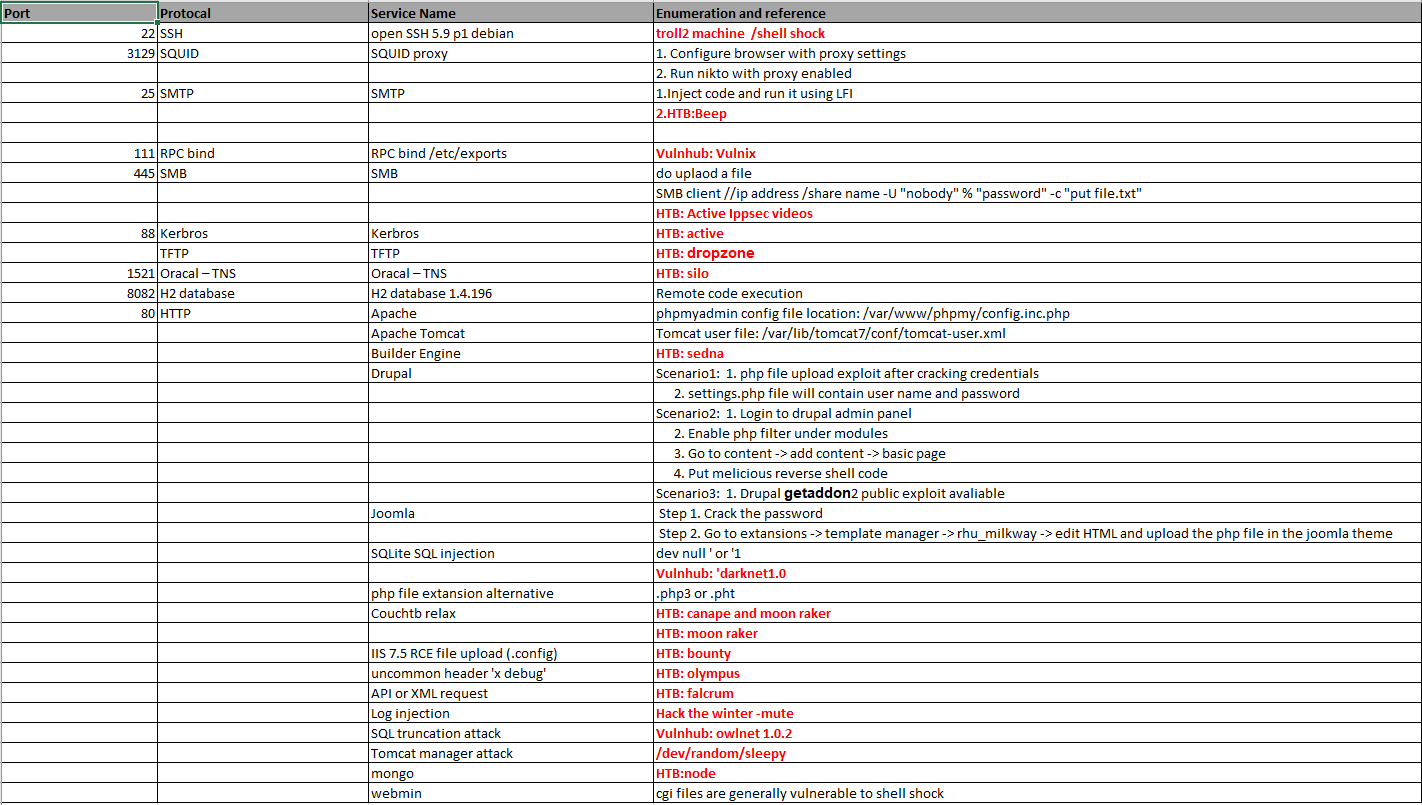 Port Protocal Service Name Enumeration and reference
22 SSH open SSH 5.9 p1 debian troll2 machine /shell shock
3129 SQUID SQUID proxy 1. Configure browser with proxy settings
2. Run nikto with proxy enabled
25 SMTP SMTP 1.Inject code and run it using LFI
2.HTB:Beep
111 RPC bind RPC bind /etc/exports Vulnhub: Vulnix
445 SMB SMB do uplaod a file
SMB client //ip address /share name -U "nobody" % "password" -c "put file.txt"
HTB: Active Ippsec videos
88 Kerbros Kerbros HTB: active
TFTP TFTP HTB: dropzone
1521 Oracal – TNS Oracal – TNS HTB: silo
8082 H2 database H2 database 1.4.196 Remote code execution
80 HTTP Apache phpmyadmin config file location: /var/www/phpmy/config.inc.php
Apache Tomcat Tomcat user file: /var/lib/tomcat7/conf/tomcat-user.xml
Builder Engine HTB: sedna
Drupal Scenario1: 1. php file upload exploit after cracking credentials
2. settings.php file will contain user name and password
Scenario2: 1. Login to drupal admin panel
2. Enable php filter under modules
3. Go to content -> add content -> basic page
4. Put melicious reverse shell code
Scenario3: 1. Drupal getaddon2 public exploit avaliable
Joomla Step 1. Crack the password
Step 2. Go to extansions -> template manager -> rhu_milkway -> edit HTML and upload the php file in the joomla theme
SQLite SQL injection dev null ' or '1
Vulnhub: 'darknet1.0
php file extansion alternative .php3 or .pht
Couchtb relax HTB: canape and moon raker
HTB: moon raker
IIS 7.5 RCE file upload (.config) HTB: bounty
uncommon header 'x debug' HTB: olympus
API or XML request HTB: falcrum
Log injection Hack the winter -mute
SQL truncation attack Vulnhub: owlnet 1.0.2
Tomcat manager attack /dev/random/sleepy
mongo HTB:node
webmin cgi files are generally vulnerable to shell shock